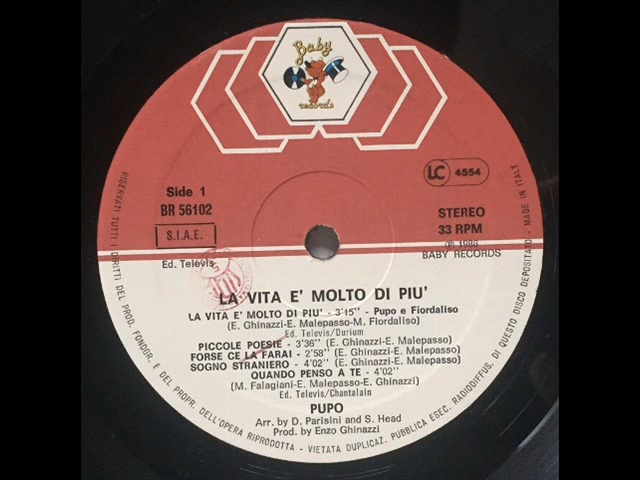 Baby
records
LC 4554
Side 1
BR 56102
S.I.A.E.
Ed. Televis
STEREO
33 RPM
℗ 1985
BABY RECORDS
LA VITA E' MOLTO DI PIU'
LA VITA E' MOLTO DI PIU' - 3'15" - Pupo e Fiordaliso
(E. Ghinazzi-E. Malepasso-M. Fiordaliso)
Ed. Televis/Durium
PICCOLE POESIE - 3'36" (E. Ghinazzi-E. Malepasso)
FORSE CE LA FARAI - 2'58" (E. Ghinazzi-E. Malepasso)
SOGNO STRANIERO - 4'02" (E. Ghinazzi-E. Malepasso)
QUANDO PENSO A TE - 4'02"
(M. Falagiani-E. Malepasso-E. Ghinazzi)
Ed. Televis/Chantalain
PUPO
Arr. by D. Parisini and S. Head
Prod. by Enzo Ghinazzi
RISERVATI TUTTI I DIRITTI DEL PROD. FONOGR. E DEL PROPR. DELL'OPERA RIPRODOTTA - VIETATA DUPLICAZ. PUBBLICA ESEC. RADIODIFFUS. DI QUESTO DISCO DEPOSITATO - MADE IN ITALY